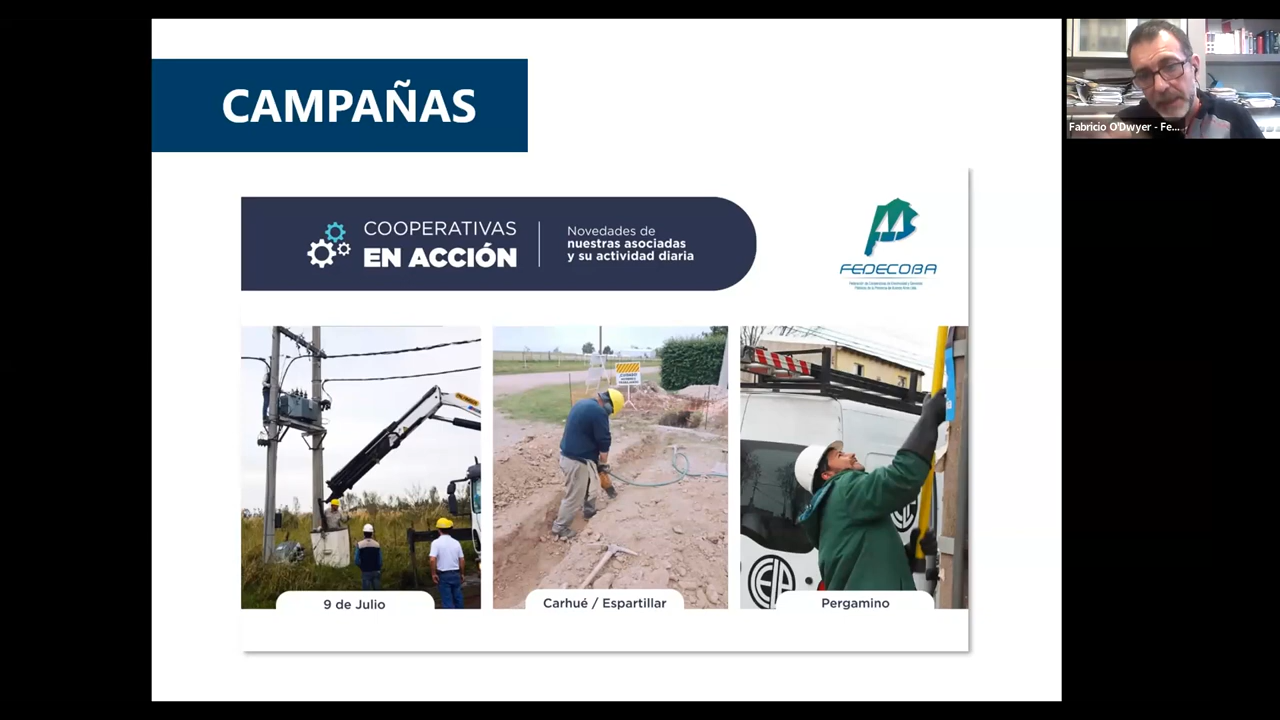 CAMPAÑAS
COOPERATIVAS
EN ACCIÓN
Novedades de
nuestras asociadas
y su actividad diaria
FEDECOBA
Fabricio O'Dwyer - Fe...
9 de Julio
Carhué / Espartillar
Pergamino